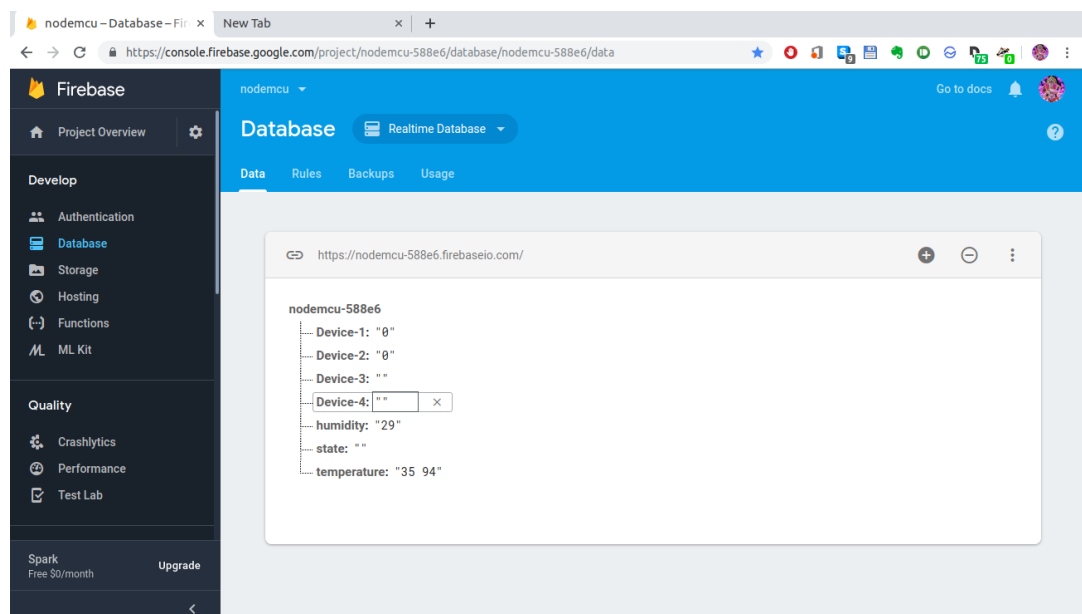 nodemcu – Database – Fir
New Tab
https://console.firebase.google.com/project/nodemcu-588e6/database/nodemcu-588e6/data
9
75
0
Firebase
nodemcu
Go to docs
Project Overview
Database
Realtime Database
?
Data Rules Backups Usage
Develop
Authentication
Database
Storage
Hosting
Functions
ML Kit
https://nodemcu-588e6.firebaseio.com/
nodemcu-588e6
Device-1: "0"
Device-2: "0"
Device-3: ""
Device-4: ""
humidity: "29"
state: ""
temperature: "35 94"
Quality
Crashlytics
Performance
Test Lab
Spark
Free $0/month
Upgrade